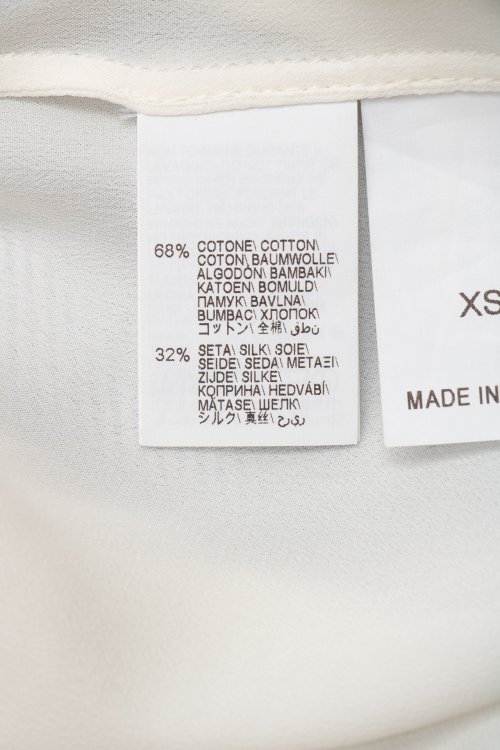 68% COTONE\ COTTON\
COTON\ BAUMWOLLE\
ALGODÓN\ BAMBAKI\
KATOEN\ BOMULD\
ПАМУК\ BAVLNA\
BUMBAC\ ХЛОПОК\
コットン\ 全棉\ قطن\
32% SETA\ SILK\ SOIE\
SEIDE\ SEDA\ ΜΕΤΑΞΙ\
ZIJDE\ SILKE\
КОПРИНА\ HEDVÁBÍ\
MĂTASE\ ШЕЛК\
シルク\ 真丝\ حرير\
XS
MADE IN